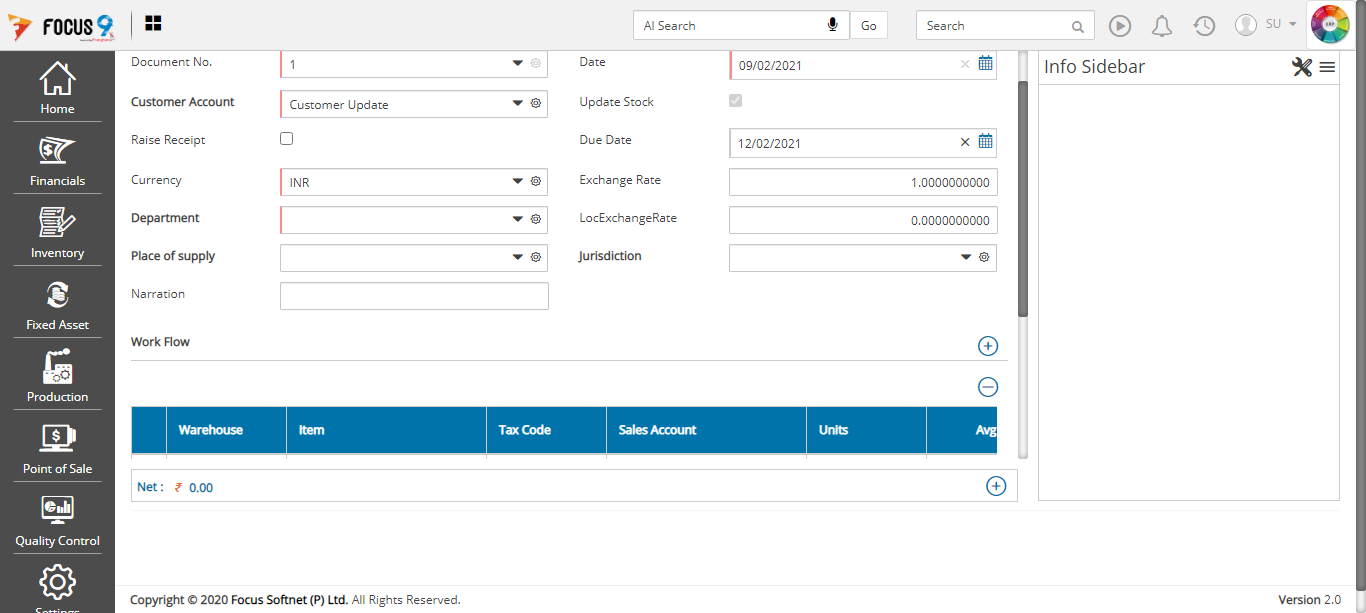 FOCUS 9
AI Search
Go
Search
SU
ERP
Home
Financials
Inventory
Fixed Asset
Production
Point of Sale
Quality Control
Settings
Document No.
1
Date
09/02/2021
Customer Account
Customer Update
Update Stock
Raise Receipt
Due Date
12/02/2021
Currency
INR
Exchange Rate
1.0000000000
Department
LocExchangeRate
0.0000000000
Place of supply
Jurisdiction
Narration
Work Flow
Warehouse Item Tax Code Sales Account Units Avg
Net : ₹ 0.00
Info Sidebar
Copyright © 2020 Focus Softnet (P) Ltd. All Rights Reserved.
Version 2.0